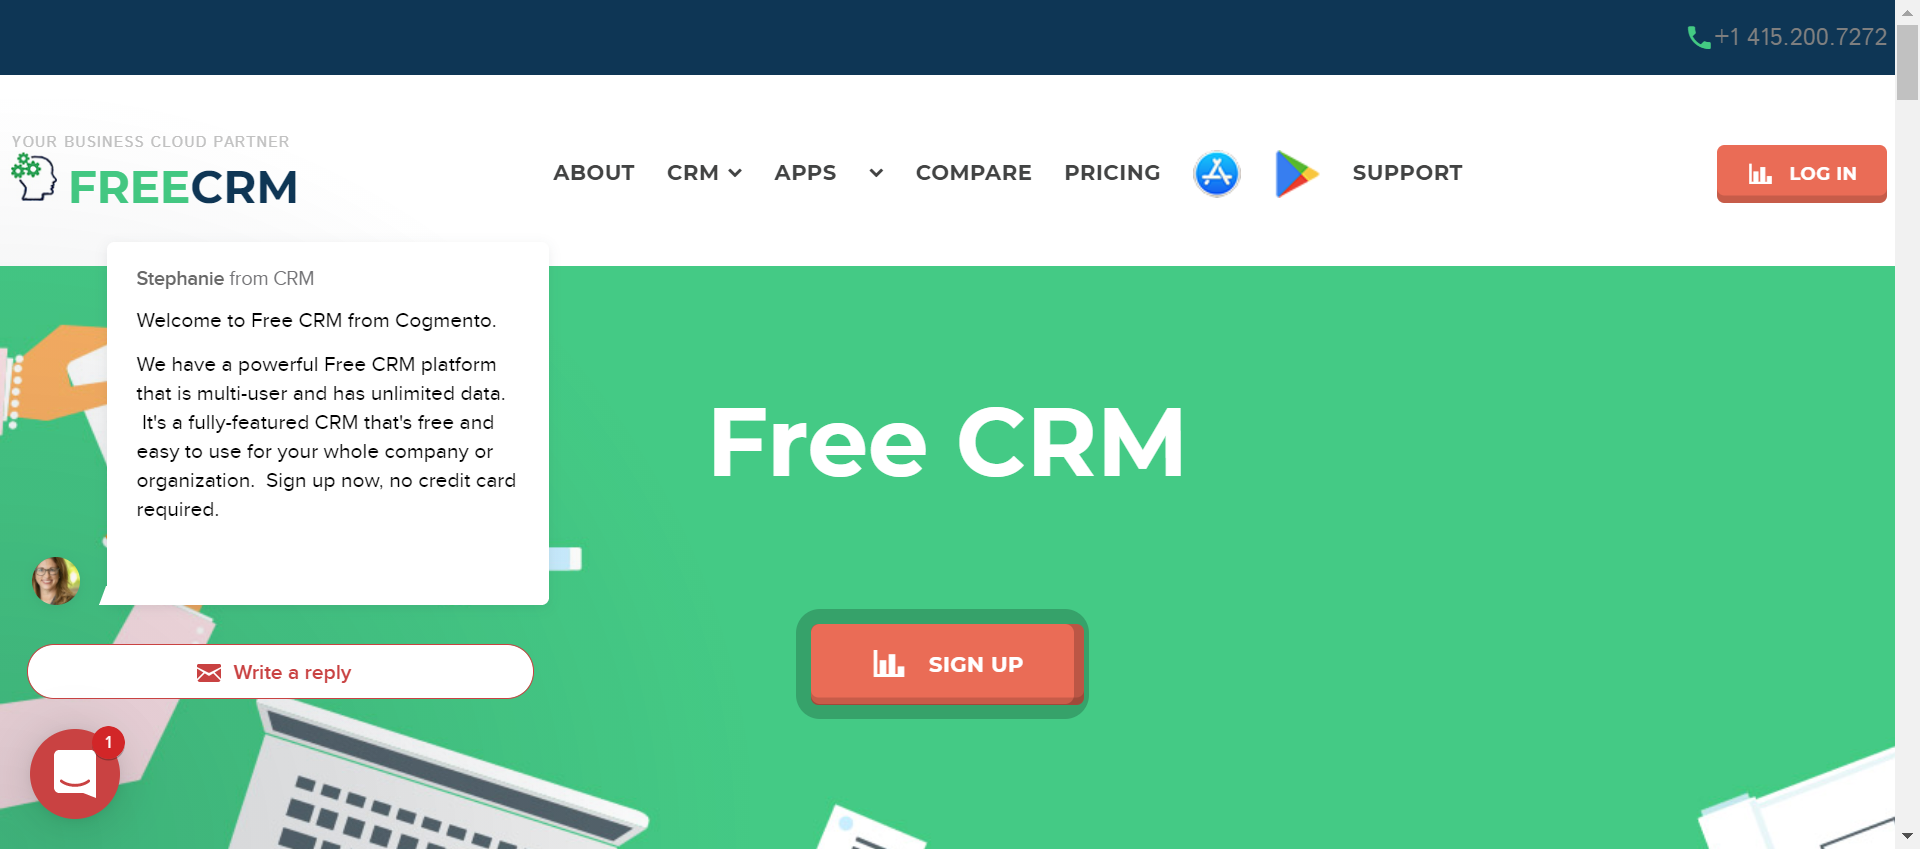 +1 415.200.7272
YOUR BUSINESS CLOUD PARTNER
FREECRM
ABOUT CRM APPS COMPARE PRICING SUPPORT
LOG IN
Stephanie from CRM
Welcome to Free CRM from Cogmento.
We have a powerful Free CRM platform
that is multi-user and has unlimited data.
It's a fully-featured CRM that's free and
easy to use for your whole company or
organization. Sign up now, no credit card
required.
Free CRM
SIGN UP
Write a reply
1